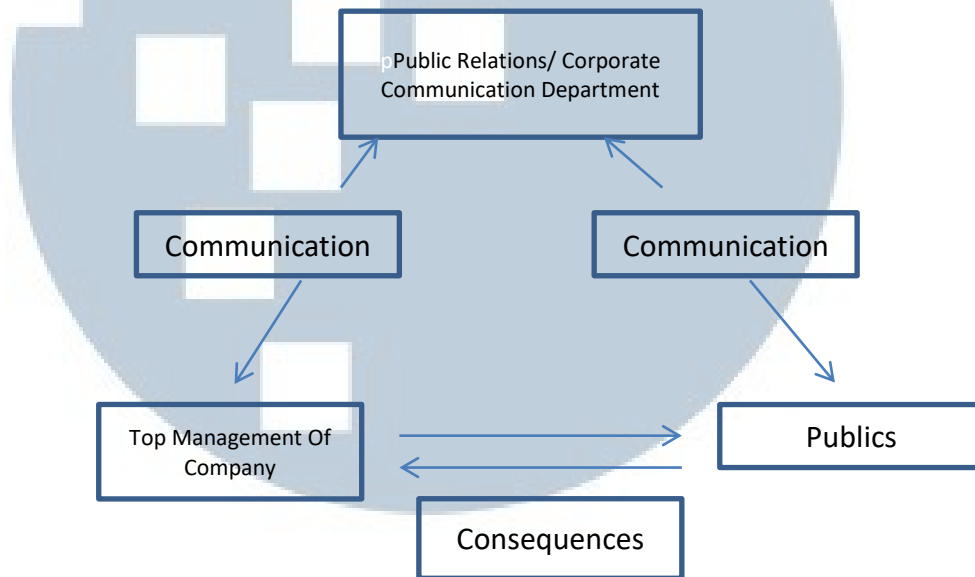 pPublic Relations/ Corporate
Communication Department
Communication
Communication
Top Management Of
Company
Publics
Consequences